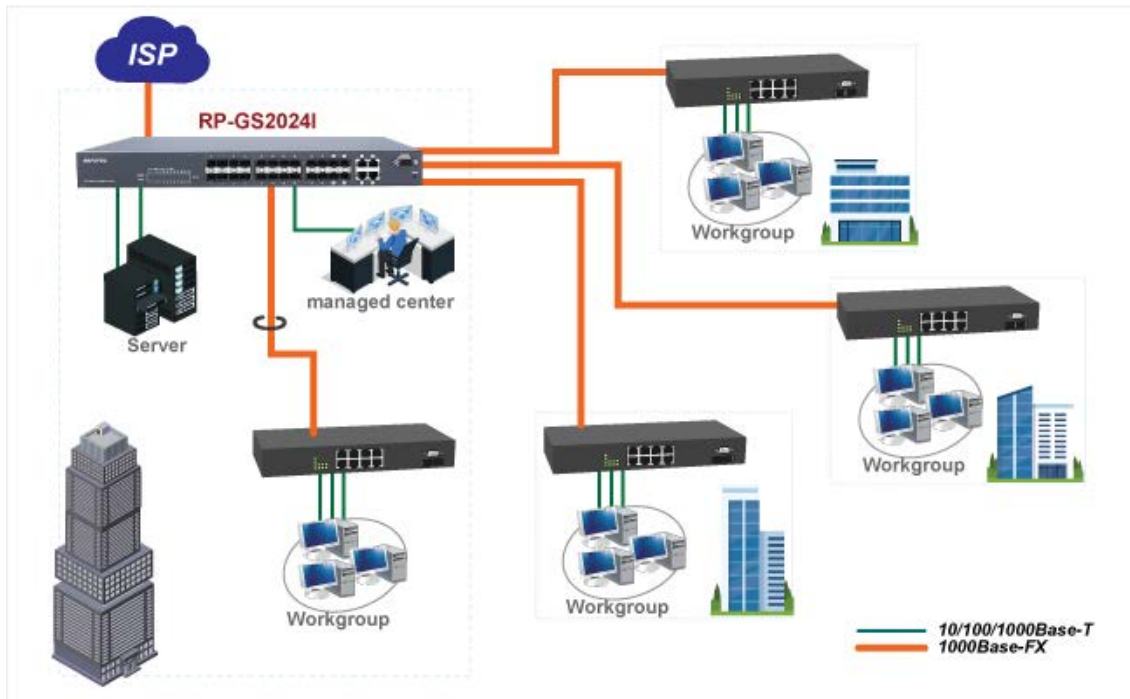 ISP
RP-GS2024I
Workgroup
managed center
Server
Workgroup
Workgroup
Workgroup
10/100/1000Base-T
1000Base-FX